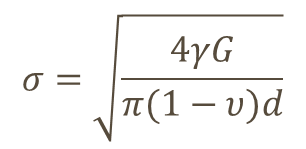 σ = √(4γG / π(1 − υ)d)